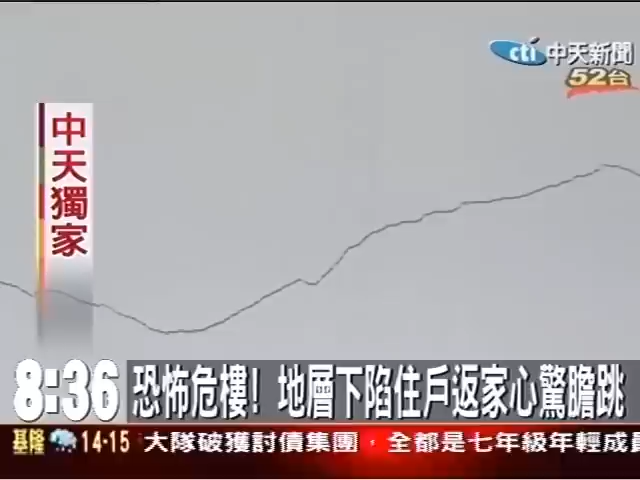 cti 中天新聞
52台
中天獨家
8:36
恐怖危樓! 地層下陷住戶返家心驚膽跳
基隆 14-15 大隊破獲討債集團，全都是七年級年輕成員